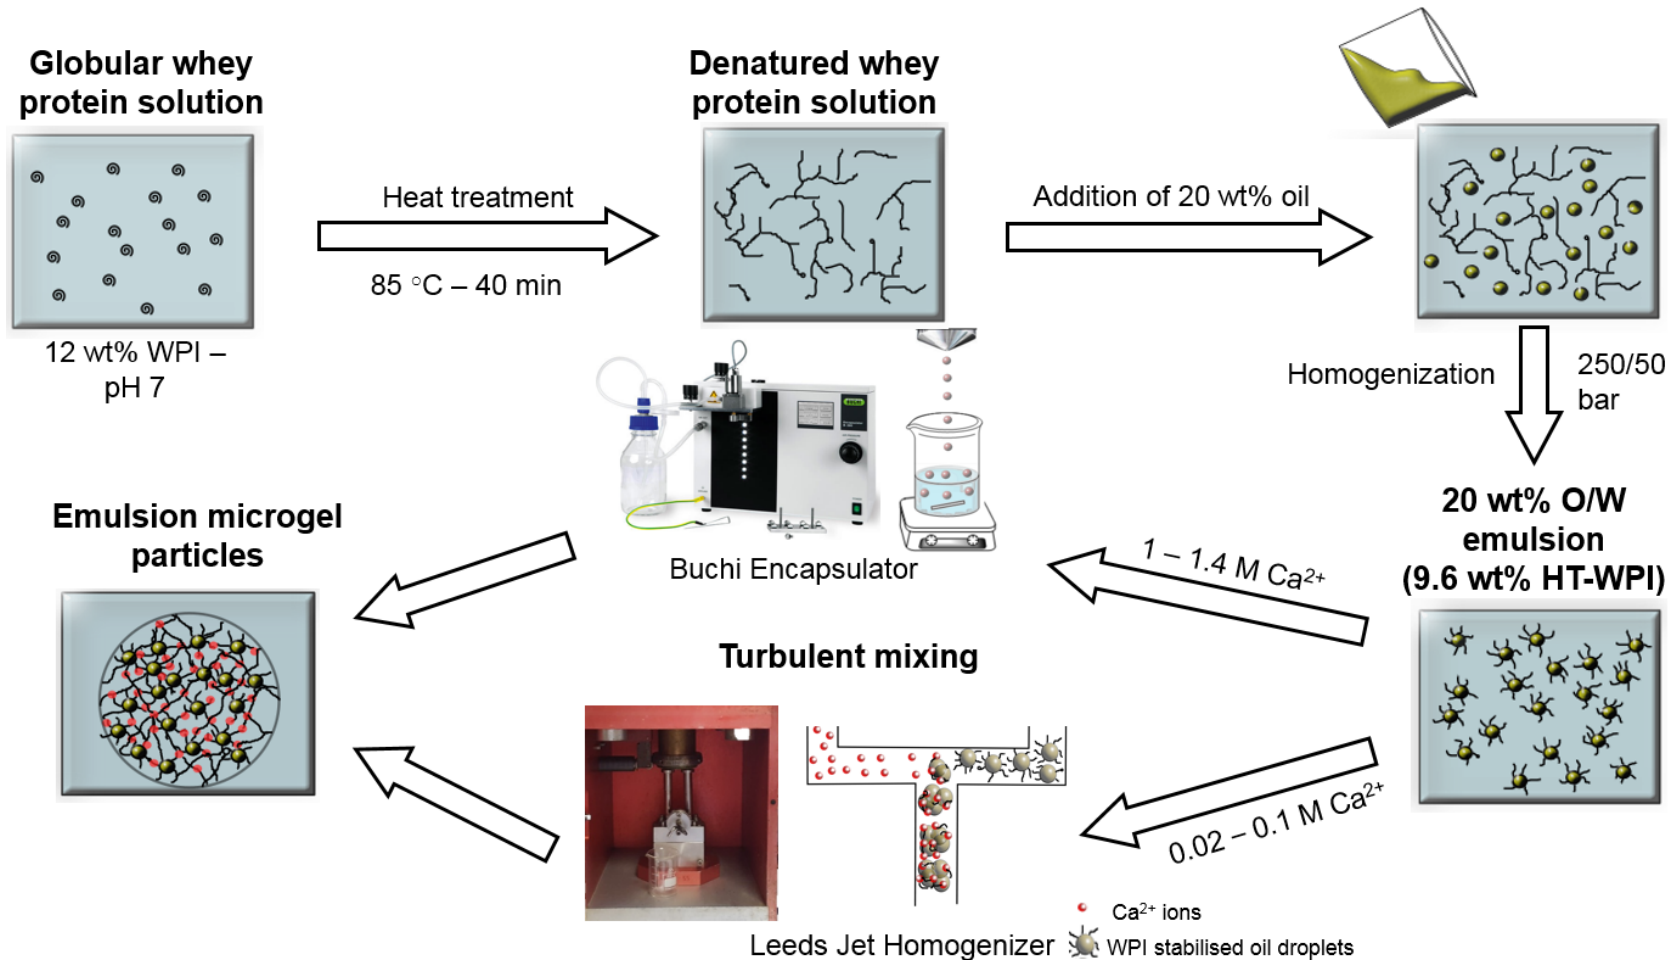 Globular whey
protein solution
Denatured whey
protein solution
Heat treatment
85 °C – 40 min
Addition of 20 wt% oil
12 wt% WPI –
pH 7
Homogenization
250/50
bar
20 wt% O/W
emulsion
(9.6 wt% HT-WPI)
1 – 1.4 M Ca²⁺
Buchi Encapsulator
Emulsion microgel
particles
Turbulent mixing
0.02 – 0.1 M Ca²⁺
Ca²⁺ ions
Leeds Jet Homogenizer
WPI stabilised oil droplets